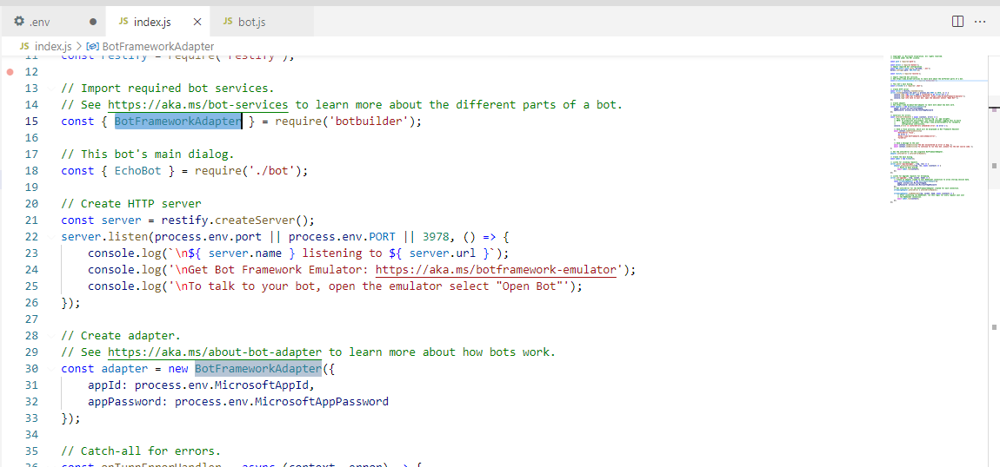 .env
JS index.js
JS bot.js
JS index.js > BotFrameworkAdapter
11 const restify = require('restify');
12
13 // Import required bot services.
14 // See https://aka.ms/bot-services to learn more about the different parts of a bot.
15 const { BotFrameworkAdapter } = require('botbuilder');
16
17 // This bot's main dialog.
18 const { EchoBot } = require('./bot');
19
20 // Create HTTP server
21 const server = restify.createServer();
22 server.listen(process.env.port || process.env.PORT || 3978, () => {
23 console.log(`\n${ server.name } listening to ${ server.url }`);
24 console.log('\nGet Bot Framework Emulator: https://aka.ms/botframework-emulator');
25 console.log('\nTo talk to your bot, open the emulator select "Open Bot"');
26 });
27
28 // Create adapter.
29 // See https://aka.ms/about-bot-adapter to learn more about how bots work.
30 const adapter = new BotFrameworkAdapter({
31 appId: process.env.MicrosoftAppId,
32 appPassword: process.env.MicrosoftAppPassword
33 });
34
35 // Catch-all for errors.
36 const onTurnErrorHandler = async (context, error) => {